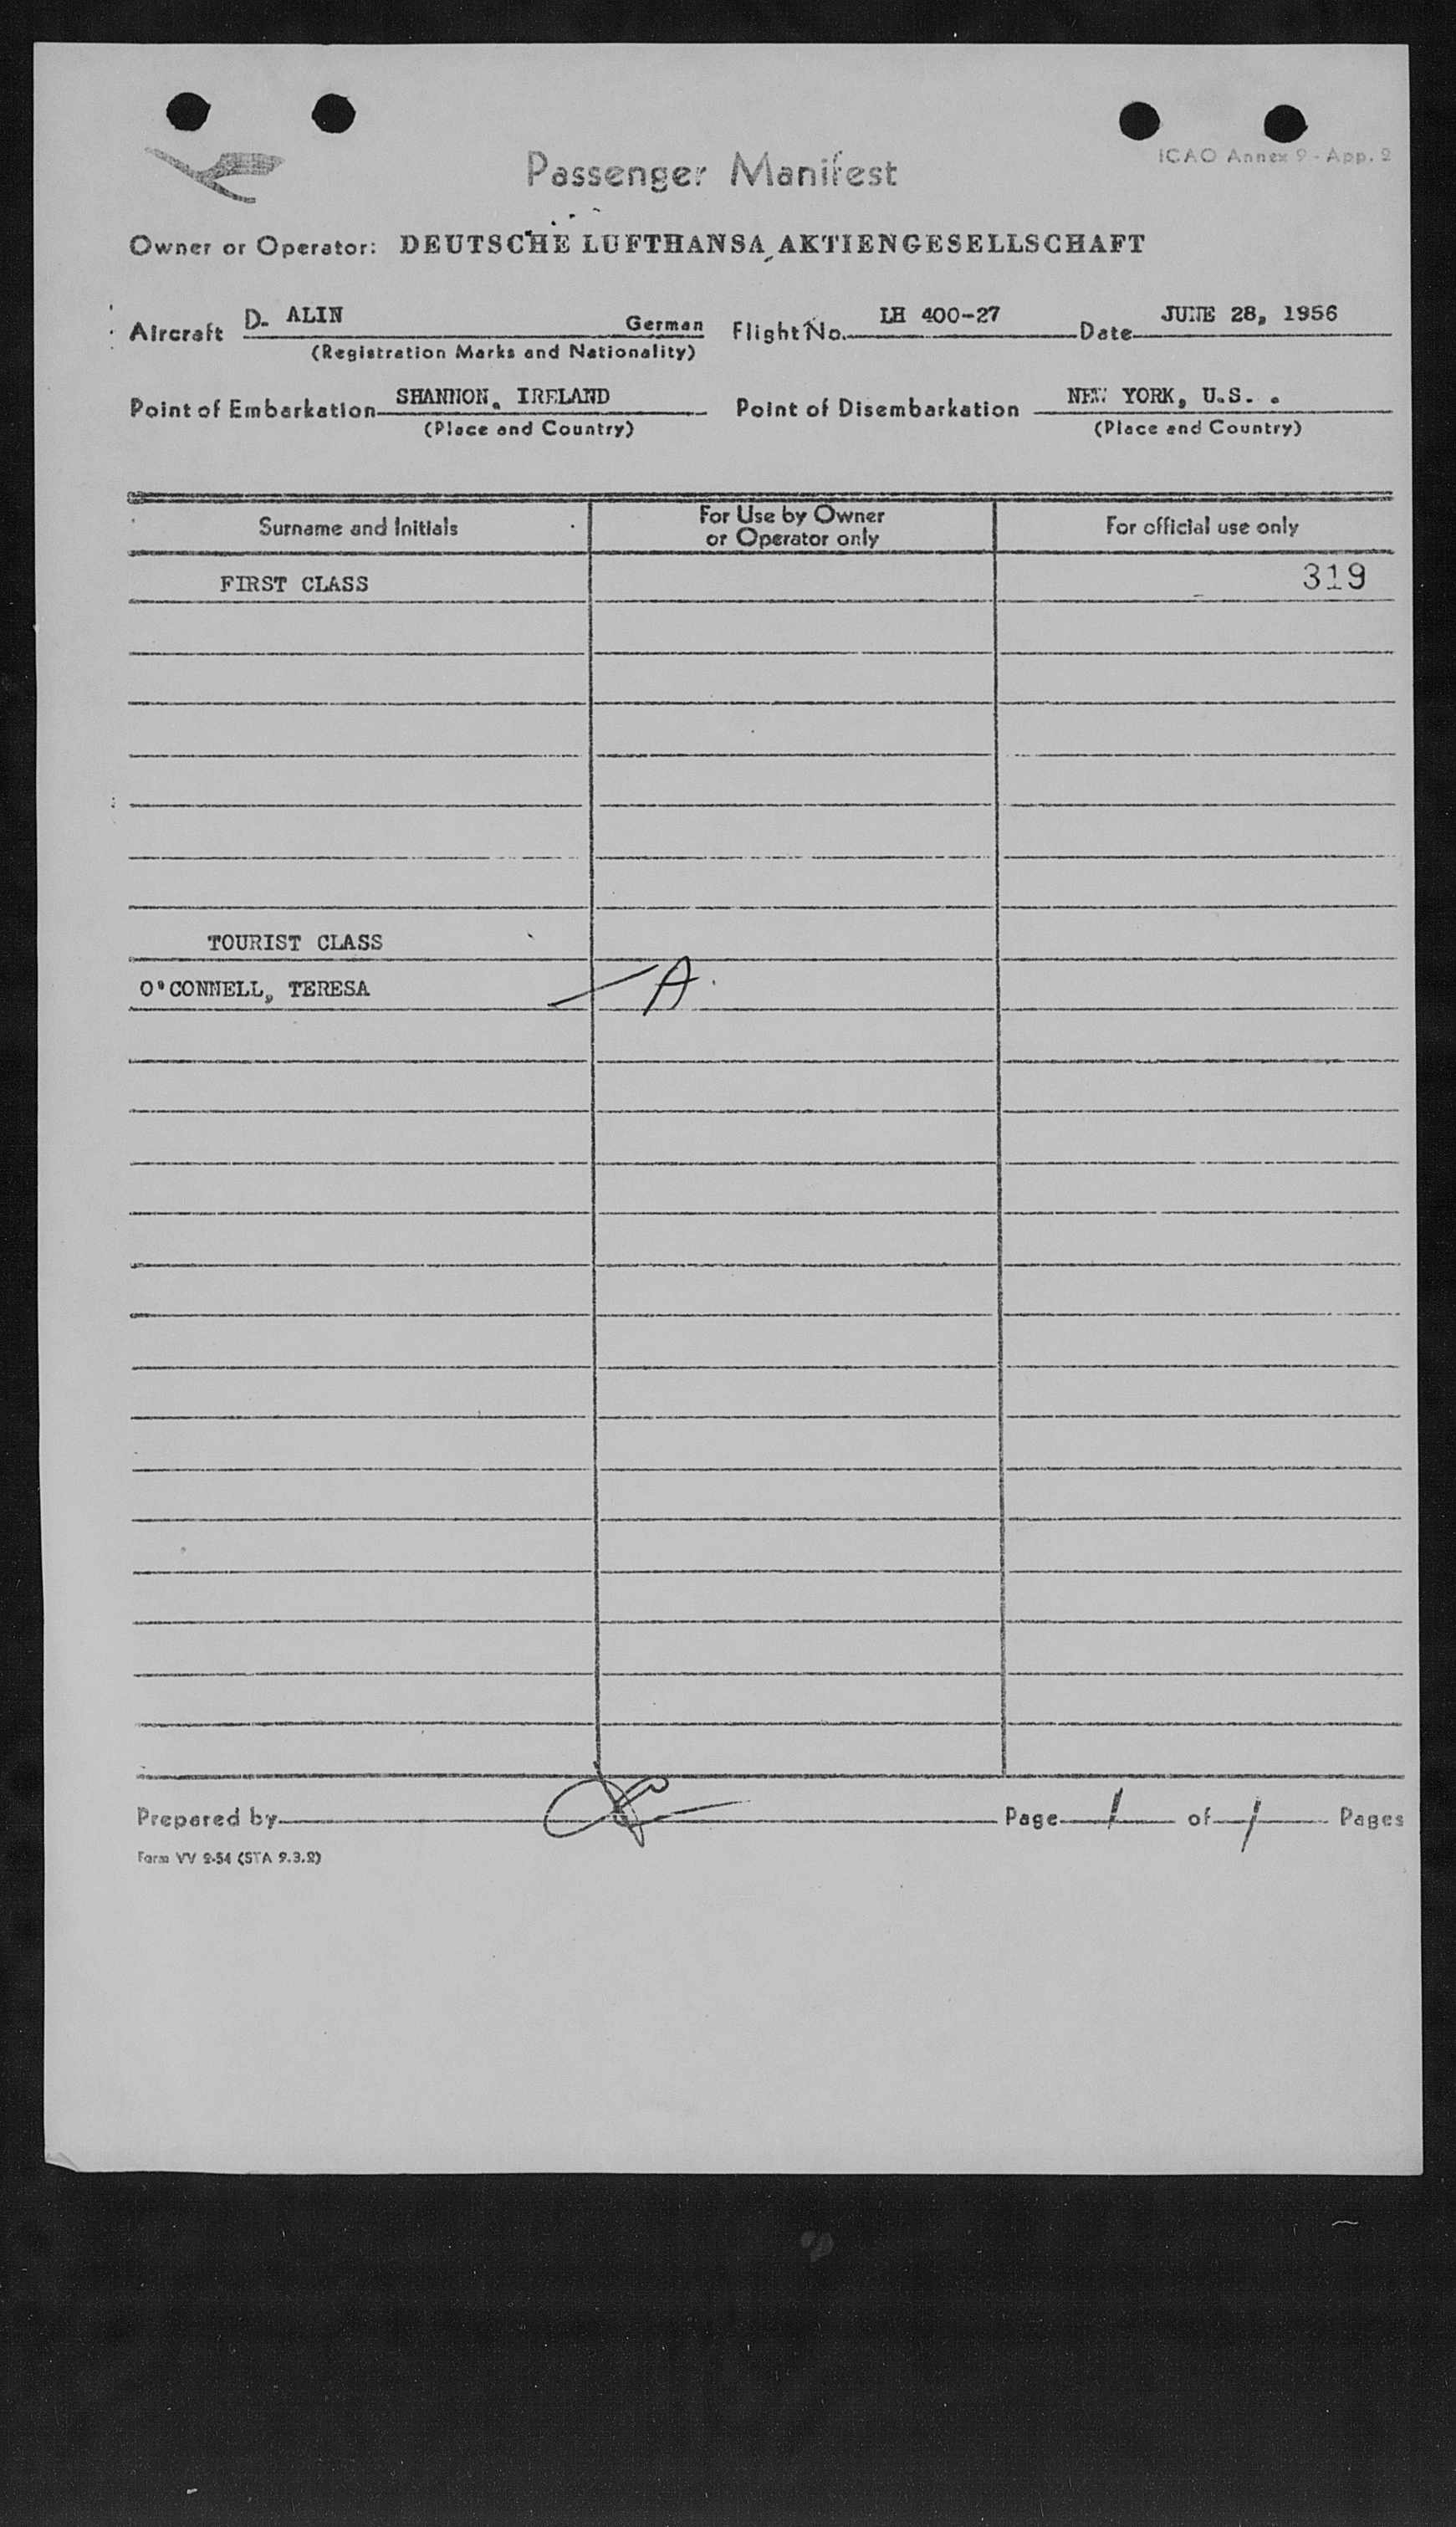 ICAO Annex 9 - App. 2
Passenger Manifest
Owner or Operator: DEUTSCHE LUFTHANSA AKTIENGESELLSCHAFT
Aircraft D- ALIN German Flight No. LH 400-27 Date JUNE 28, 1956
(Registration Marks and Nationality)
Point of Embarkation SHANNON, IRELAND Point of Disembarkation NEW YORK, U.S. .
(Place and Country) (Place and Country)
Surname and Initials For Use by Owner or Operator only For official use only
FIRST CLASS 319
TOURIST CLASS
O'CONNELL, TERESA A
Prepared by Page 1 of 1 Pages
Form VV 2-54 (STA 9.3.2)